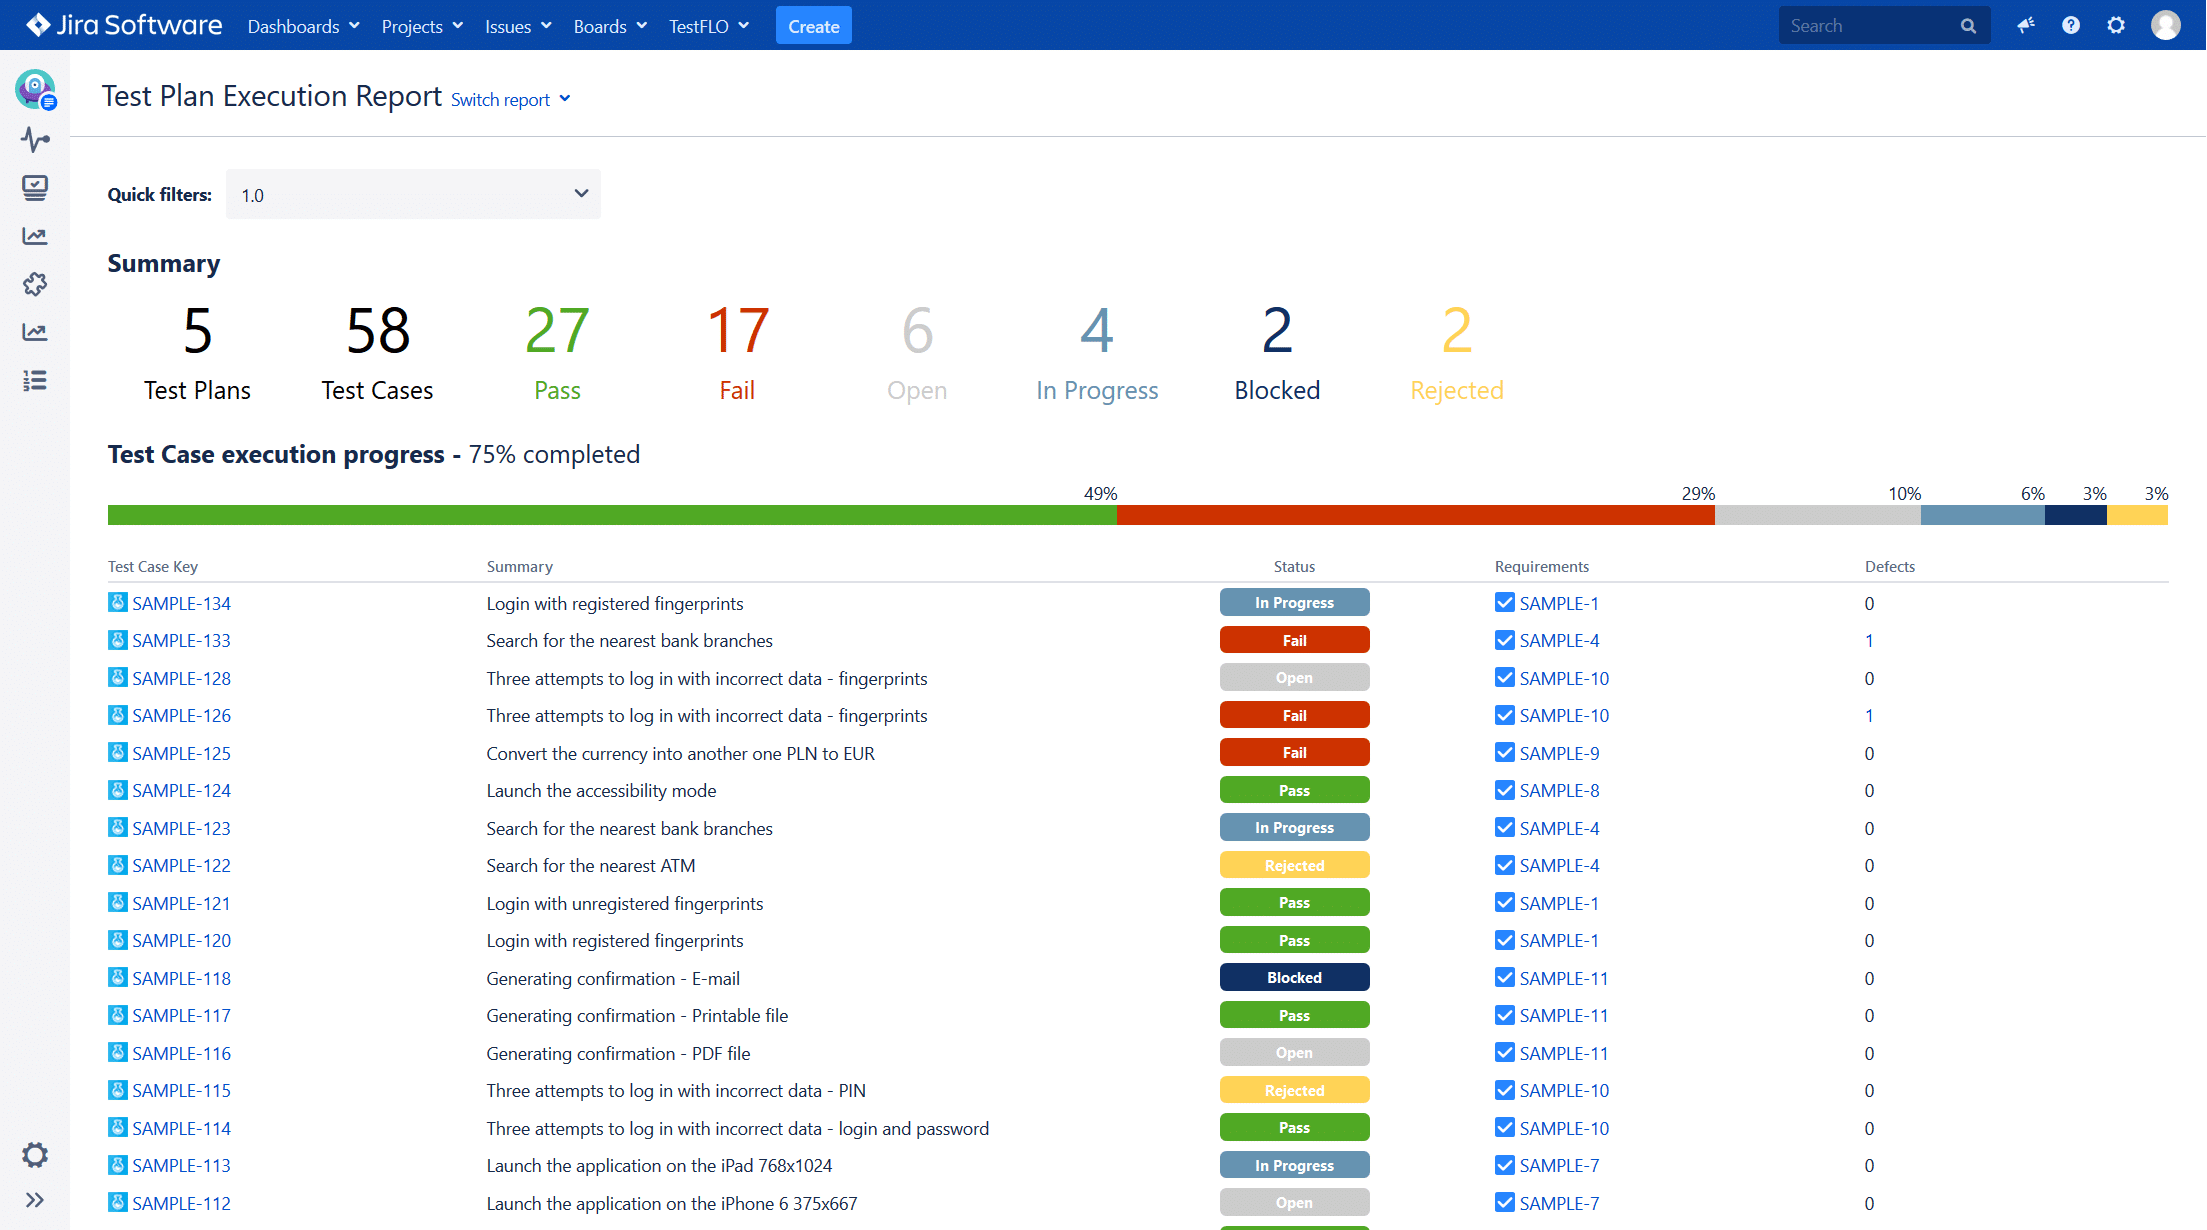 Jira Software Dashboards Projects Issues Boards TestFLO Create Search
Test Plan Execution Report Switch report
Quick filters: 1.0
Summary
5 58 27 17 6 4 2 2
Test Plans Test Cases Pass Fail Open In Progress Blocked Rejected
Test Case execution progress - 75% completed
49% 29% 10% 6% 3% 3%
Test Case Key Summary Status Requirements Defects
SAMPLE-134 Login with registered fingerprints In Progress SAMPLE-1 0
SAMPLE-133 Search for the nearest bank branches Fail SAMPLE-4 1
SAMPLE-128 Three attempts to log in with incorrect data - fingerprints Open SAMPLE-10 0
SAMPLE-126 Three attempts to log in with incorrect data - fingerprints Fail SAMPLE-10 1
SAMPLE-125 Convert the currency into another one PLN to EUR Fail SAMPLE-9 0
SAMPLE-124 Launch the accessibility mode Pass SAMPLE-8 0
SAMPLE-123 Search for the nearest bank branches In Progress SAMPLE-4 0
SAMPLE-122 Search for the nearest ATM Rejected SAMPLE-4 0
SAMPLE-121 Login with unregistered fingerprints Pass SAMPLE-1 0
SAMPLE-120 Login with registered fingerprints Pass SAMPLE-1 0
SAMPLE-118 Generating confirmation - E-mail Blocked SAMPLE-11 0
SAMPLE-117 Generating confirmation - Printable file Pass SAMPLE-11 0
SAMPLE-116 Generating confirmation - PDF file Open SAMPLE-11 0
SAMPLE-115 Three attempts to log in with incorrect data - PIN Rejected SAMPLE-10 0
SAMPLE-114 Three attempts to log in with incorrect data - login and password Pass SAMPLE-10 0
SAMPLE-113 Launch the application on the iPad 768x1024 In Progress SAMPLE-7 0
SAMPLE-112 Launch the application on the iPhone 6 375x667 Open SAMPLE-7 0